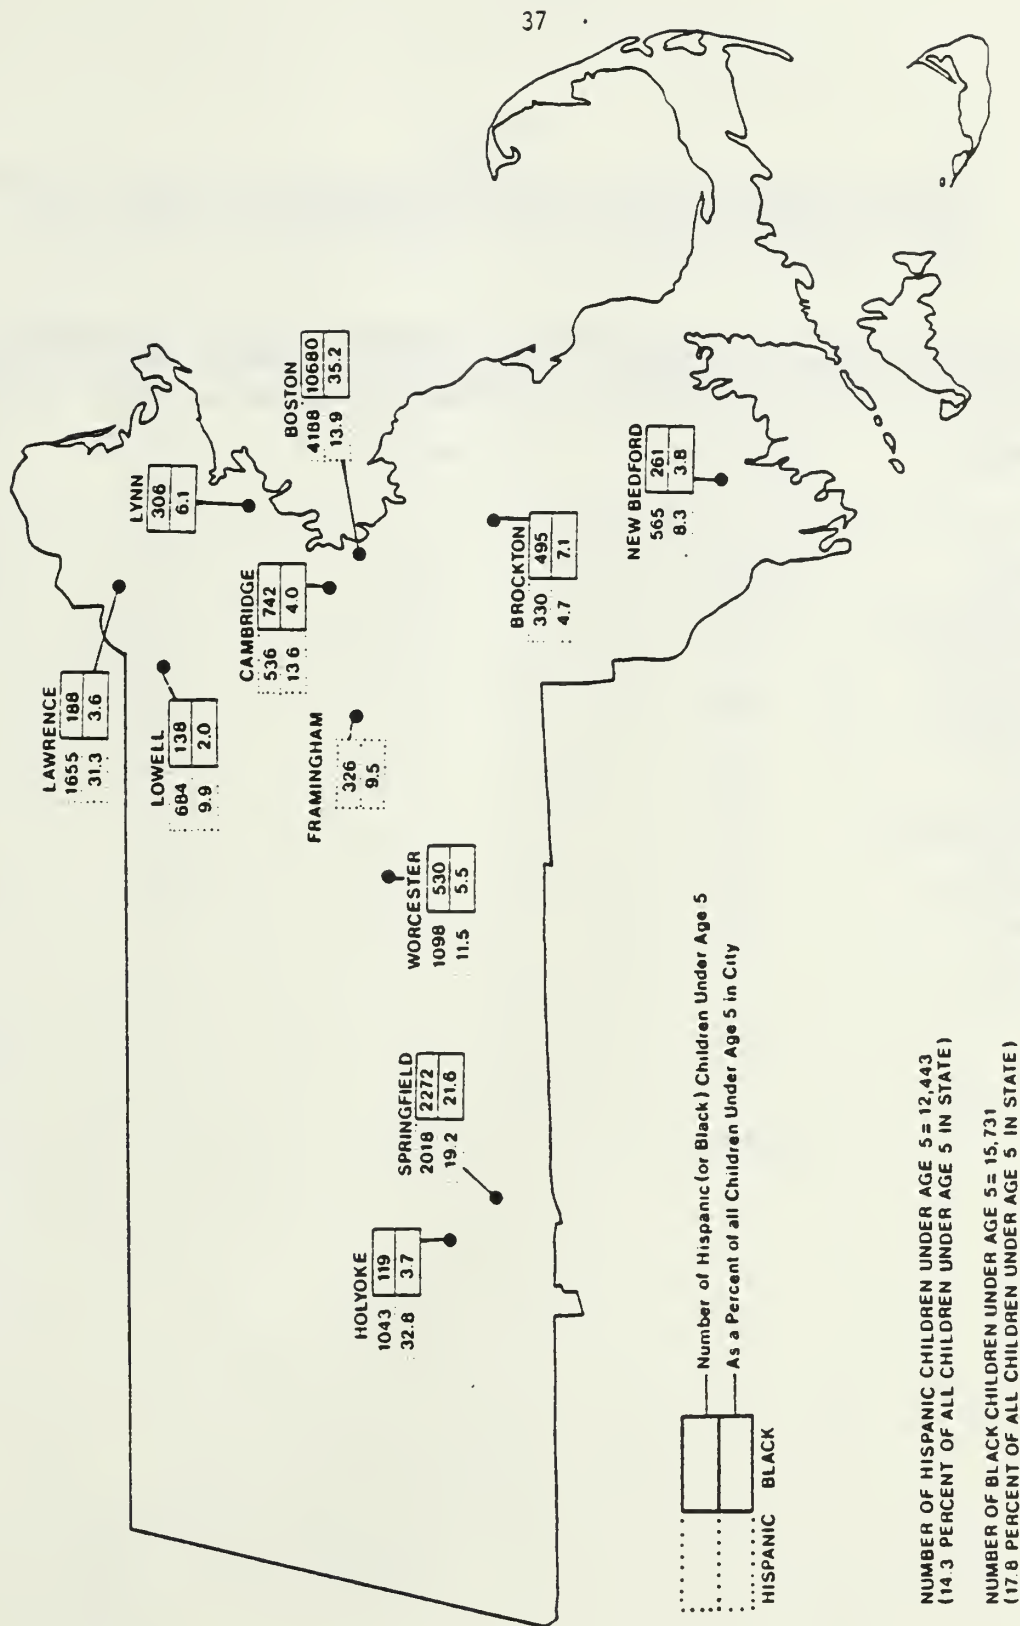 37
LAWRENCE
1655 188
31.3 3.6
LOWELL
684 138
9.9 2.0
LYNN
306
6.1
CAMBRIDGE
536 742
13 6 4.0
BOSTON
4188 10680
13.9 35.2
FRAMINGHAM
326
9.5
WORCESTER
1098 530
11.5 5.5
SPRINGFIELD
2018 2272
19.2 21.6
HOLYOKE
1043 119
32.8 3.7
BROCKTON
330 495
4.7 7.1
NEW BEDFORD
565 261
8.3 3.8
Number of Hispanic (or Black) Children Under Age 5
As a Percent of all Children Under Age 5 in City
HISPANIC BLACK
NUMBER OF HISPANIC CHILDREN UNDER AGE 5 = 12,443
(14.3 PERCENT OF ALL CHILDREN UNDER AGE 5 IN STATE)
NUMBER OF BLACK CHILDREN UNDER AGE 5 = 15,731
(17.8 PERCENT OF ALL CHILDREN UNDER AGE 5 IN STATE)